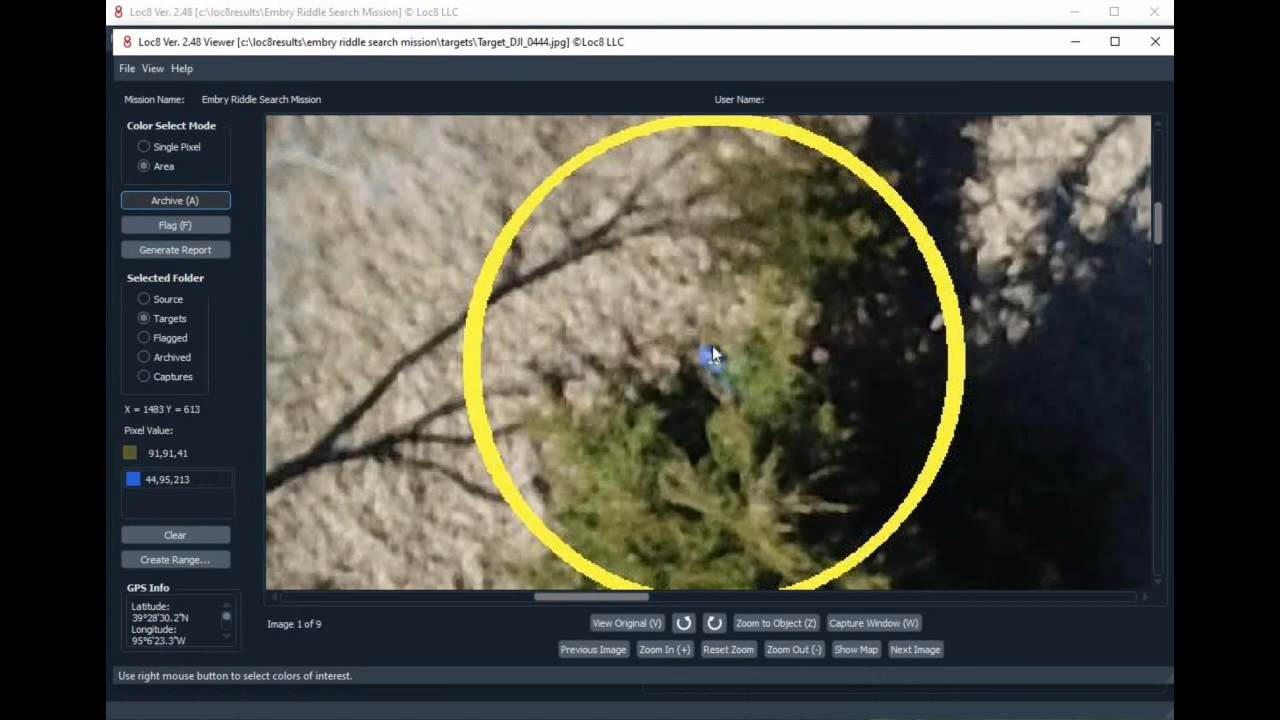 Loc8 Ver. 2.48 [c:\loc8results\Embry Riddle Search Mission] © Loc8 LLC
Loc8 Ver. 2.48 Viewer [c:\loc8results\embry riddle search mission\targets\Target_DJI_0444.jpg] ©Loc8 LLC
File View Help
Mission Name: Embry Riddle Search Mission User Name:
Color Select Mode
Single Pixel
Area
Archive (A)
Flag (F)
Generate Report
Selected Folder
Source
Targets
Flagged
Archived
Captures
X = 1483 Y = 613
Pixel Value:
91,91,41
44,95,213
Clear
Create Range...
GPS Info
Latitude:
39°28'30.2"N
Longitude:
95°6'23.3"W
Image 1 of 9
View Original (V) Zoom to Object (Z) Capture Window (W)
Previous Image Zoom In (+) Reset Zoom Zoom Out (-) Show Map Next Image
Use right mouse button to select colors of interest.